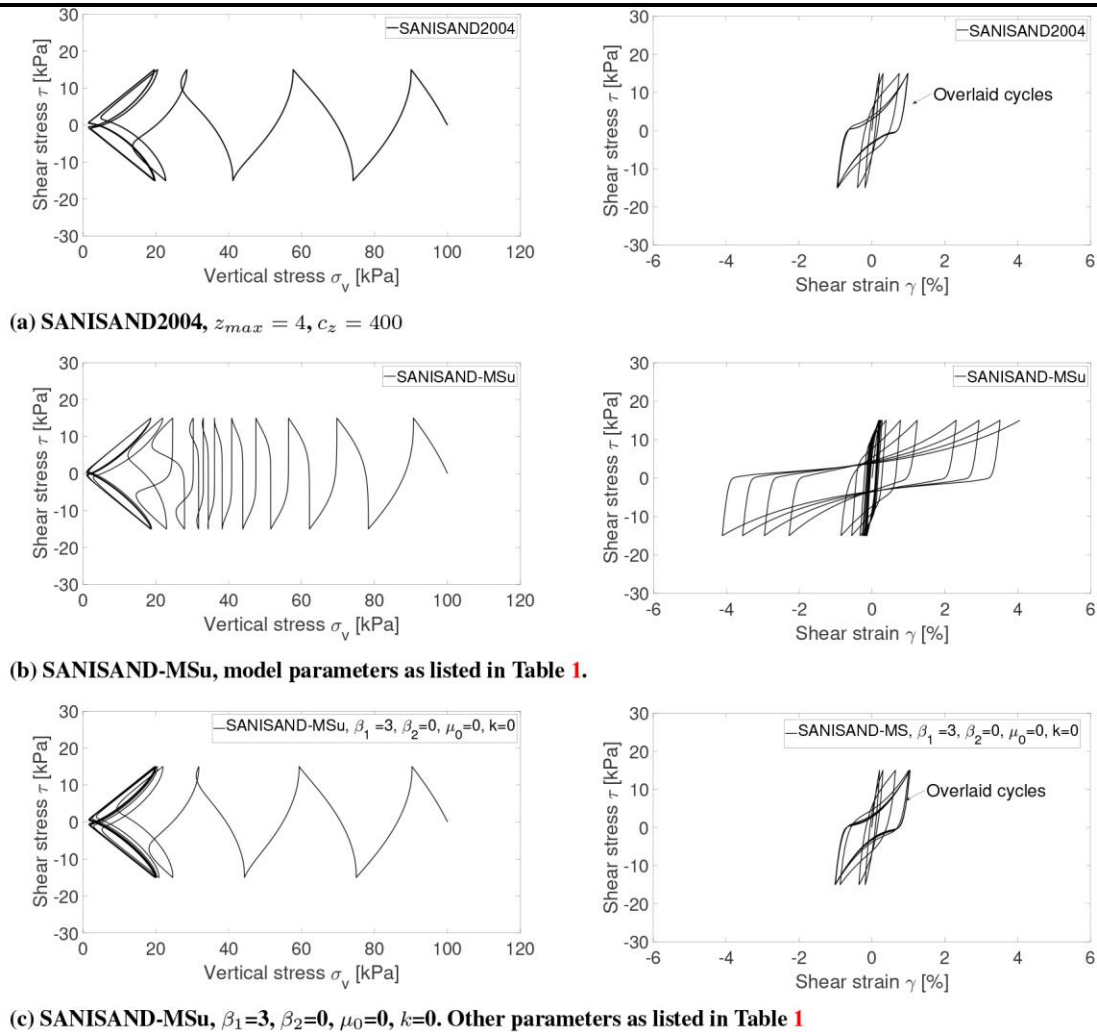 SANISAND2004
Shear stress τ [kPa]
30
20
10
0
-10
-20
-30
0 20 40 60 80 100 120
Vertical stress σv [kPa]
SANISAND2004
Overlaid cycles
Shear stress τ [kPa]
30
20
10
0
-10
-20
-30
-6 -4 -2 0 2 4 6
Shear strain γ [%]
(a) SANISAND2004, zmax = 4, cz = 400
SANISAND-MSu
Shear stress τ [kPa]
30
20
10
0
-10
-20
-30
0 20 40 60 80 100 120
Vertical stress σv [kPa]
SANISAND-MSu
Shear stress τ [kPa]
30
20
10
0
-10
-20
-30
-6 -4 -2 0 2 4 6
Shear strain γ [%]
(b) SANISAND-MSu, model parameters as listed in Table 1.
SANISAND-MSu, β1 =3, β2=0, μ0=0, k=0
Shear stress τ [kPa]
30
20
10
0
-10
-20
-30
0 20 40 60 80 100 120
Vertical stress σv [kPa]
SANISAND-MS, β1 =3, β2=0, μ0=0, k=0
Overlaid cycles
Shear stress τ [kPa]
30
20
10
0
-10
-20
-30
-6 -4 -2 0 2 4 6
Shear strain γ [%]
(c) SANISAND-MSu, β1=3, β2=0, μ0=0, k=0. Other parameters as listed in Table 1